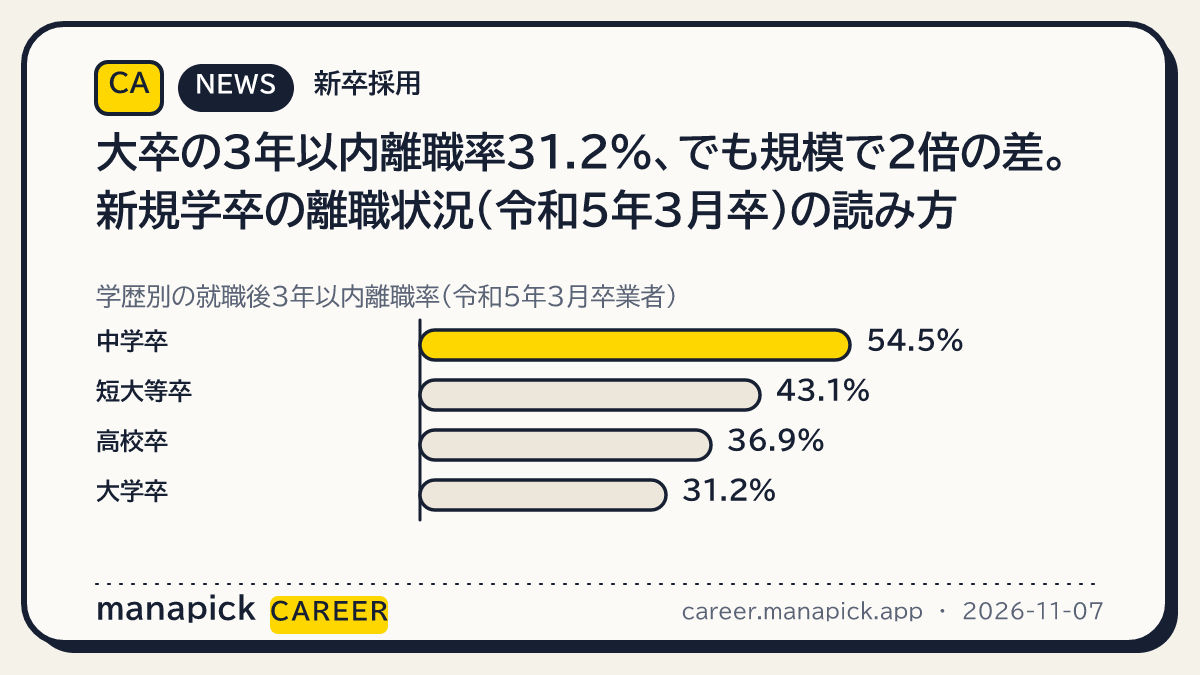 CA NEWS 新卒採用
大卒の3年以内離職率31.2%、でも規模で2倍の差。
新規学卒の離職状況(令和5年3月卒)の読み方
学歴別の就職後3年以内離職率(令和5年3月卒業者)
中学卒 54.5%
短大等卒 43.1%
高校卒 36.9%
大学卒 31.2%
manapick CAREER career.manapick.app ・ 2026-11-07